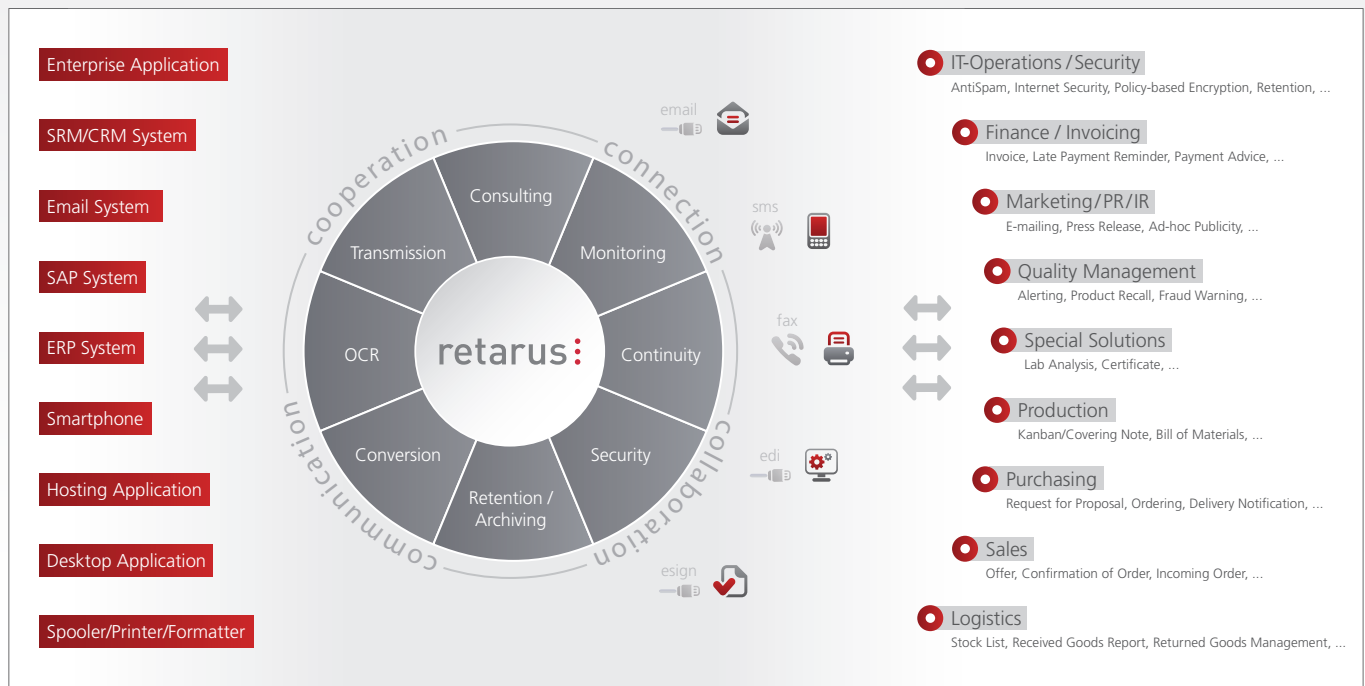 Enterprise Application
SRM/CRM System
Email System
SAP System
ERP System
Smartphone
Hosting Application
Desktop Application
Spooler/Printer/Formatter
cooperation
connection
collaboration
communication
Consulting
Monitoring
Continuity
Security
Retention /
Archiving
Conversion
OCR
Transmission
retarus
email
sms
fax
edi
esign
IT-Operations / Security
AntiSpam, Internet Security, Policy-based Encryption, Retention, ...
Finance / Invoicing
Invoice, Late Payment Reminder, Payment Advice, ...
Marketing/PR/IR
E-mailing, Press Release, Ad-hoc Publicity, ...
Quality Management
Alerting, Product Recall, Fraud Warning, ...
Special Solutions
Lab Analysis, Certificate, ...
Production
Kanban/Covering Note, Bill of Materials, ...
Purchasing
Request for Proposal, Ordering, Delivery Notification, ...
Sales
Offer, Confirmation of Order, Incoming Order, ...
Logistics
Stock List, Received Goods Report, Returned Goods Management, ...